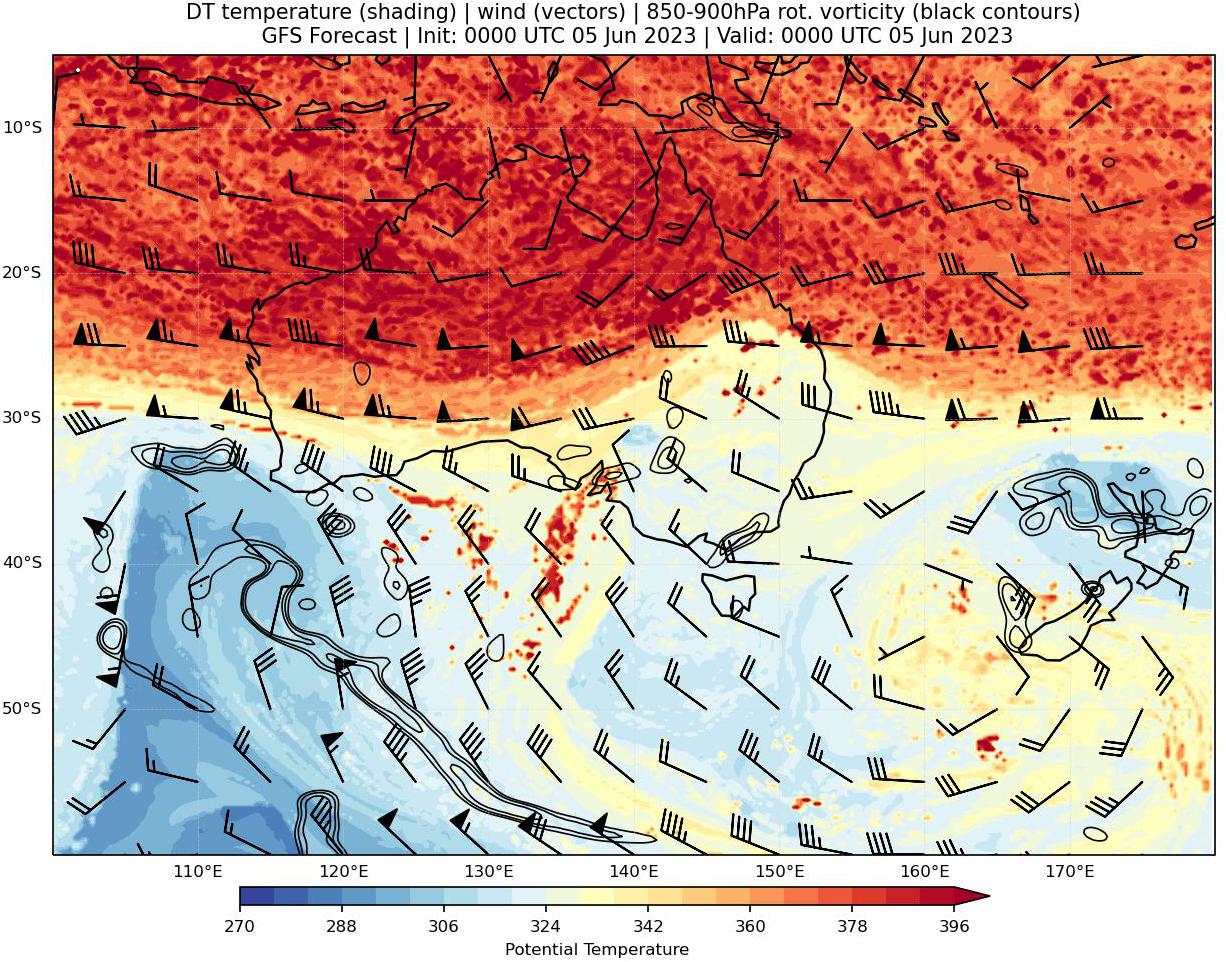 DT temperature (shading) | wind (vectors) | 850-900hPa rot. vorticity (black contours)
GFS Forecast | Init: 0000 UTC 05 Jun 2023 | Valid: 0000 UTC 05 Jun 2023
10°S
20°S
30°S
40°S
50°S
110°E 120°E 130°E 140°E 150°E 160°E 170°E
270 288 306 324 342 360 378 396
Potential Temperature